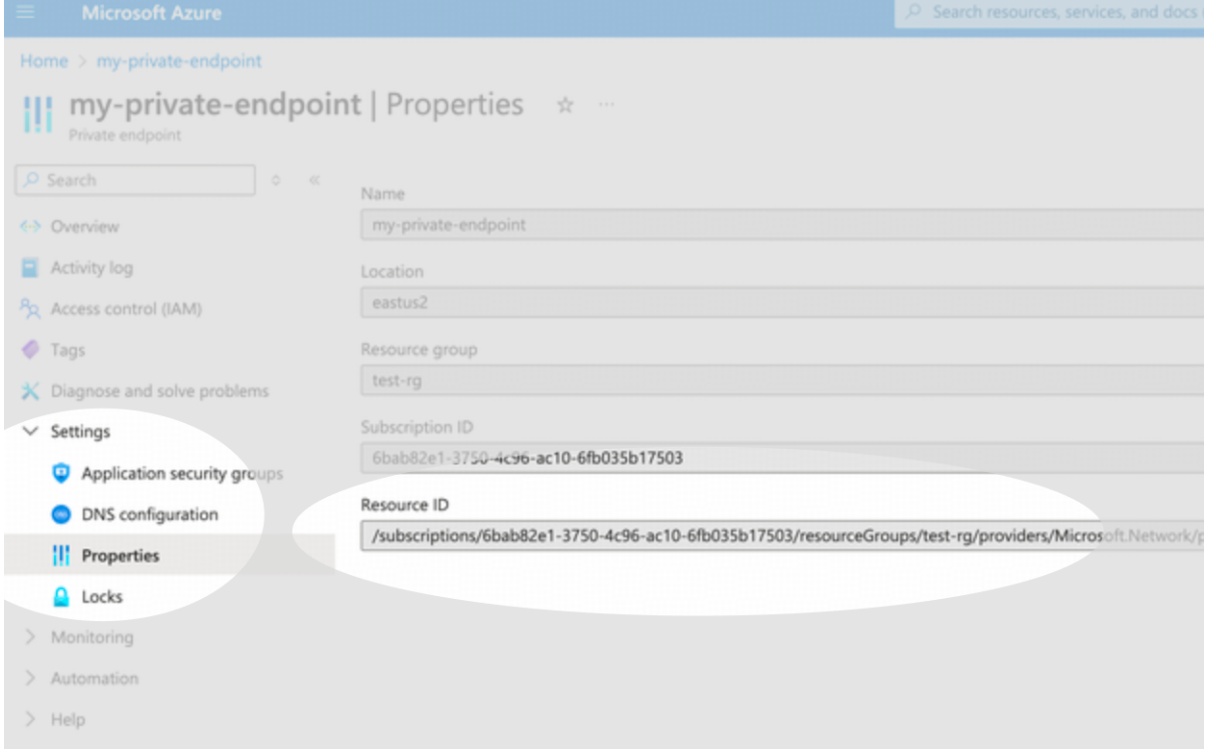 Microsoft Azure
Search resources, services, and docs
Home > my-private-endpoint
my-private-endpoint | Properties
Private endpoint
Search
Overview
Activity log
Access control (IAM)
Tags
Diagnose and solve problems
Settings
Application security groups
DNS configuration
Properties
Locks
Monitoring
Automation
Help
Name
my-private-endpoint
Location
eastus2
Resource group
test-rg
Subscription ID
6bab82e1-3750-4c96-ac10-6fb035b17503
Resource ID
/subscriptions/6bab82e1-3750-4c96-ac10-6fb035b17503/resourceGroups/test-rg/providers/Microsoft.Network/p